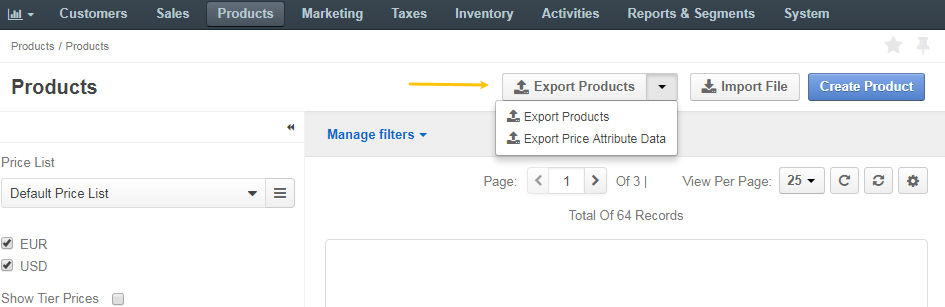 Customers Sales Products Marketing Taxes Inventory Activities Reports & Segments System
Products / Products
Products
Export Products
Import File
Create Product
Export Products
Export Price Attribute Data
Manage filters
Price List
Default Price List
EUR
USD
Show Tier Prices
Page: 1 Of 3 | View Per Page: 25
Total Of 64 Records